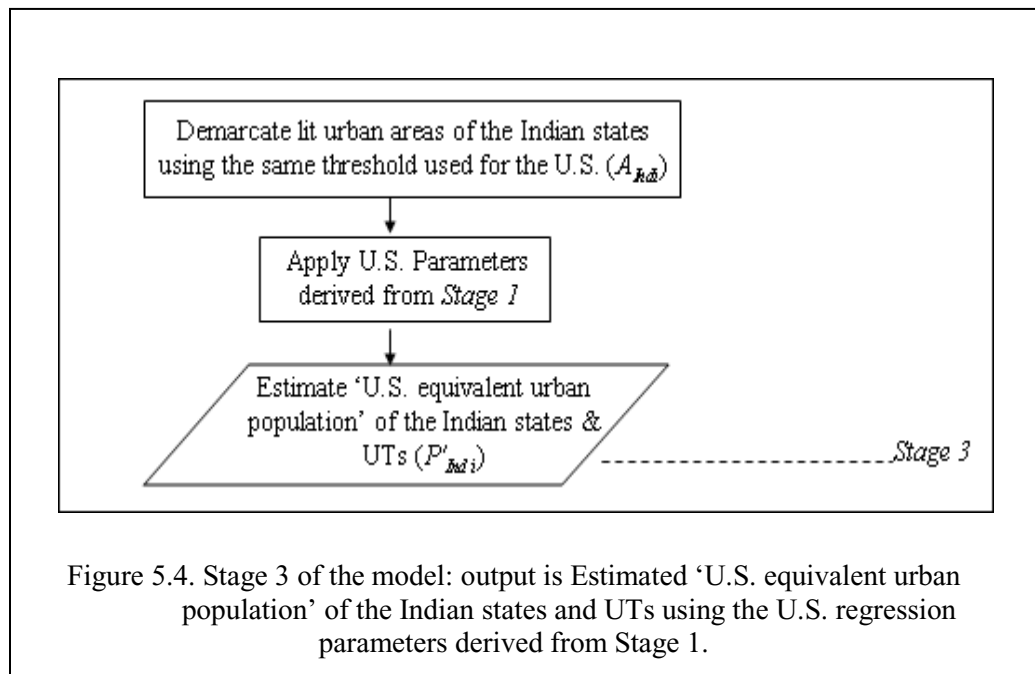 Demarcate lit urban areas of the Indian states
using the same threshold used for the U.S. (A Indi)
Apply U.S. Parameters
derived from Stage 1
Estimate ‘U.S. equivalent urban
population’ of the Indian states &
UTs (P' Ind i)
Stage 3
Figure 5.4. Stage 3 of the model: output is Estimated ‘U.S. equivalent urban
population’ of the Indian states and UTs using the U.S. regression
parameters derived from Stage 1.